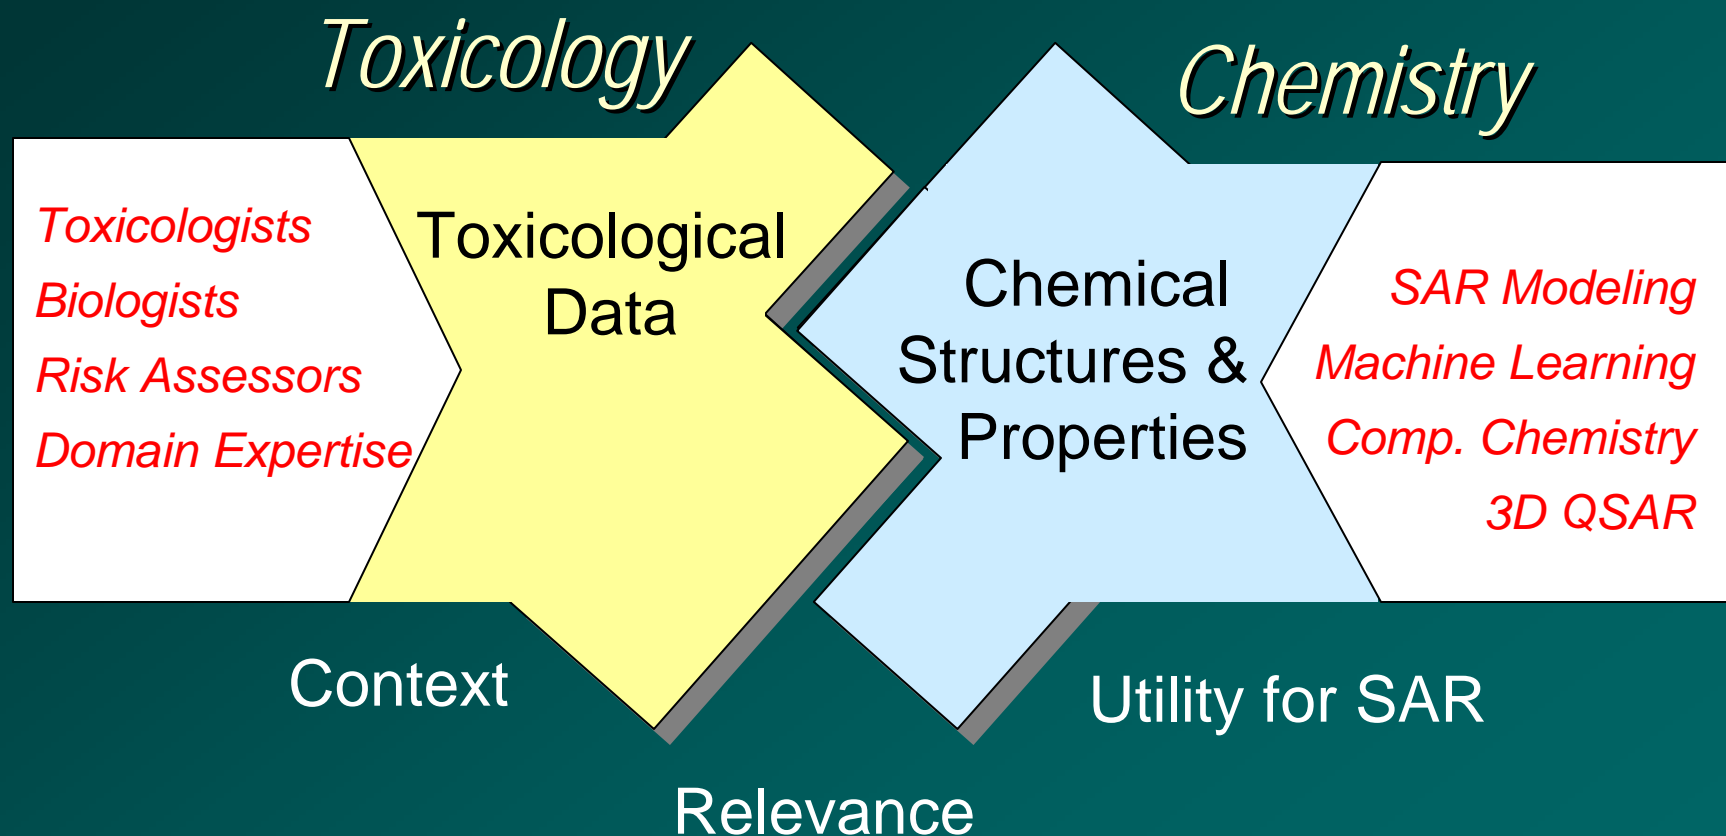 Toxicology
Chemistry
Toxicologists
Biologists
Risk Assessors
Domain Expertise
Toxicological
Data
Chemical
Structures &
Properties
SAR Modeling
Machine Learning
Comp. Chemistry
3D QSAR
Context
Utility for SAR
Relevance